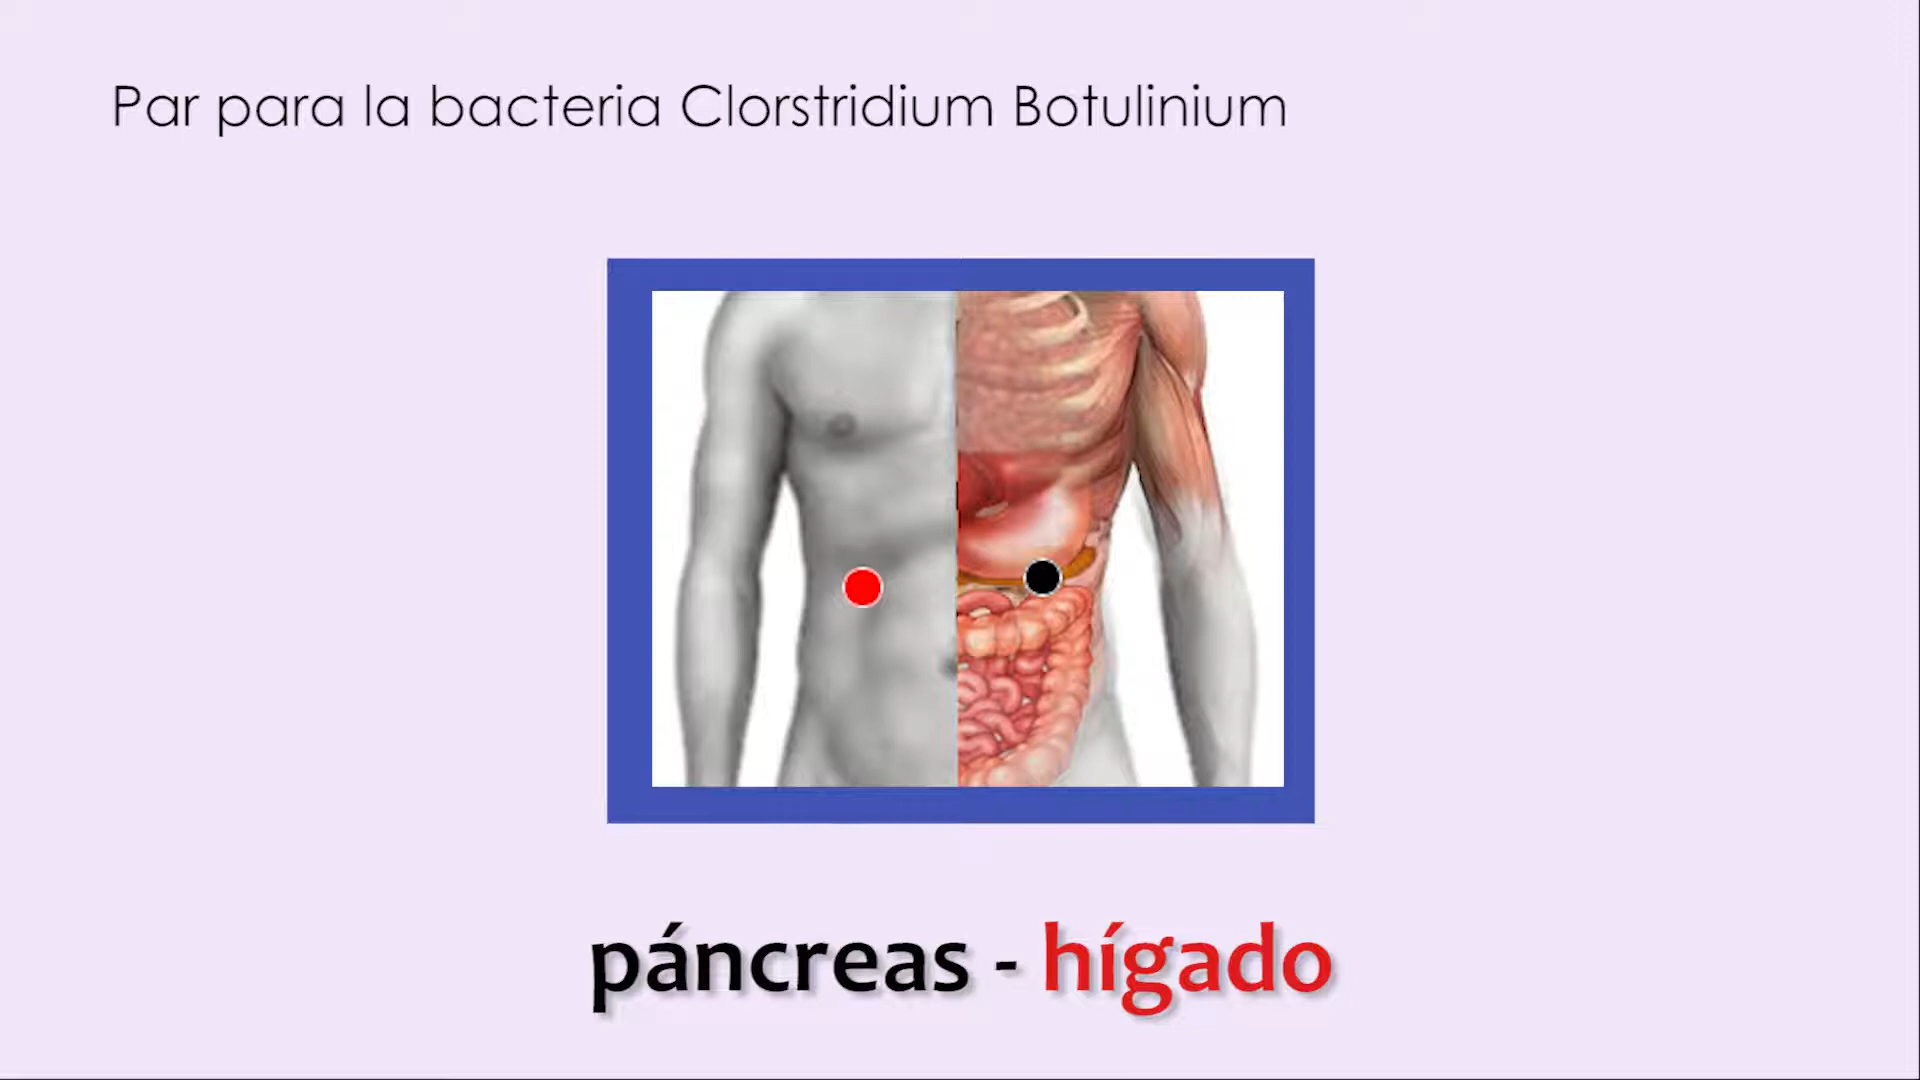 Par para la bacteria Clorstridium Botulinium
páncreas - hígado